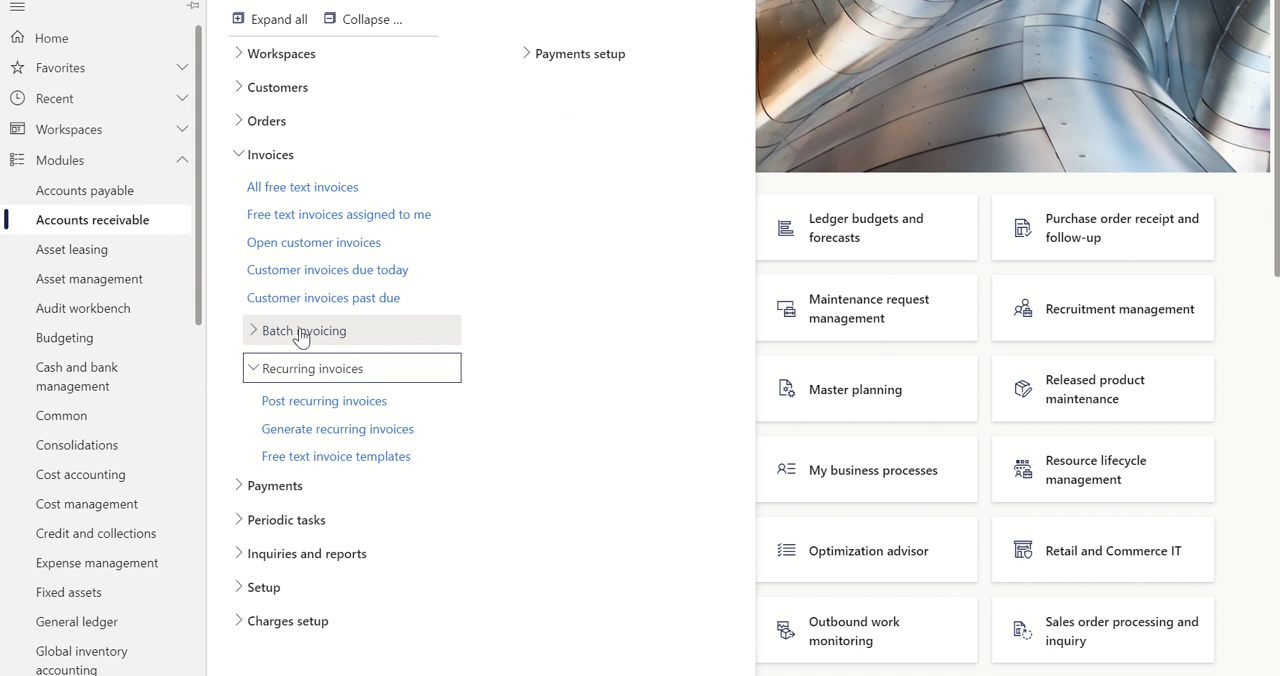 Home
Favorites
Recent
Workspaces
Modules
Accounts payable
Accounts receivable
Asset leasing
Asset management
Audit workbench
Budgeting
Cash and bank
management
Common
Consolidations
Cost accounting
Cost management
Credit and collections
Expense management
Fixed assets
General ledger
Global inventory
accounting
Expand all
Collapse ...
Workspaces
Customers
Orders
Invoices
All free text invoices
Free text invoices assigned to me
Open customer invoices
Customer invoices due today
Customer invoices past due
Batch invoicing
Recurring invoices
Post recurring invoices
Generate recurring invoices
Free text invoice templates
Payments
Periodic tasks
Inquiries and reports
Setup
Charges setup
Payments setup
Ledger budgets and
forecasts
Purchase order receipt and
follow-up
Maintenance request
management
Recruitment management
Master planning
Released product
maintenance
My business processes
Resource lifecycle
management
Optimization advisor
Retail and Commerce IT
Outbound work
monitoring
Sales order processing and
inquiry